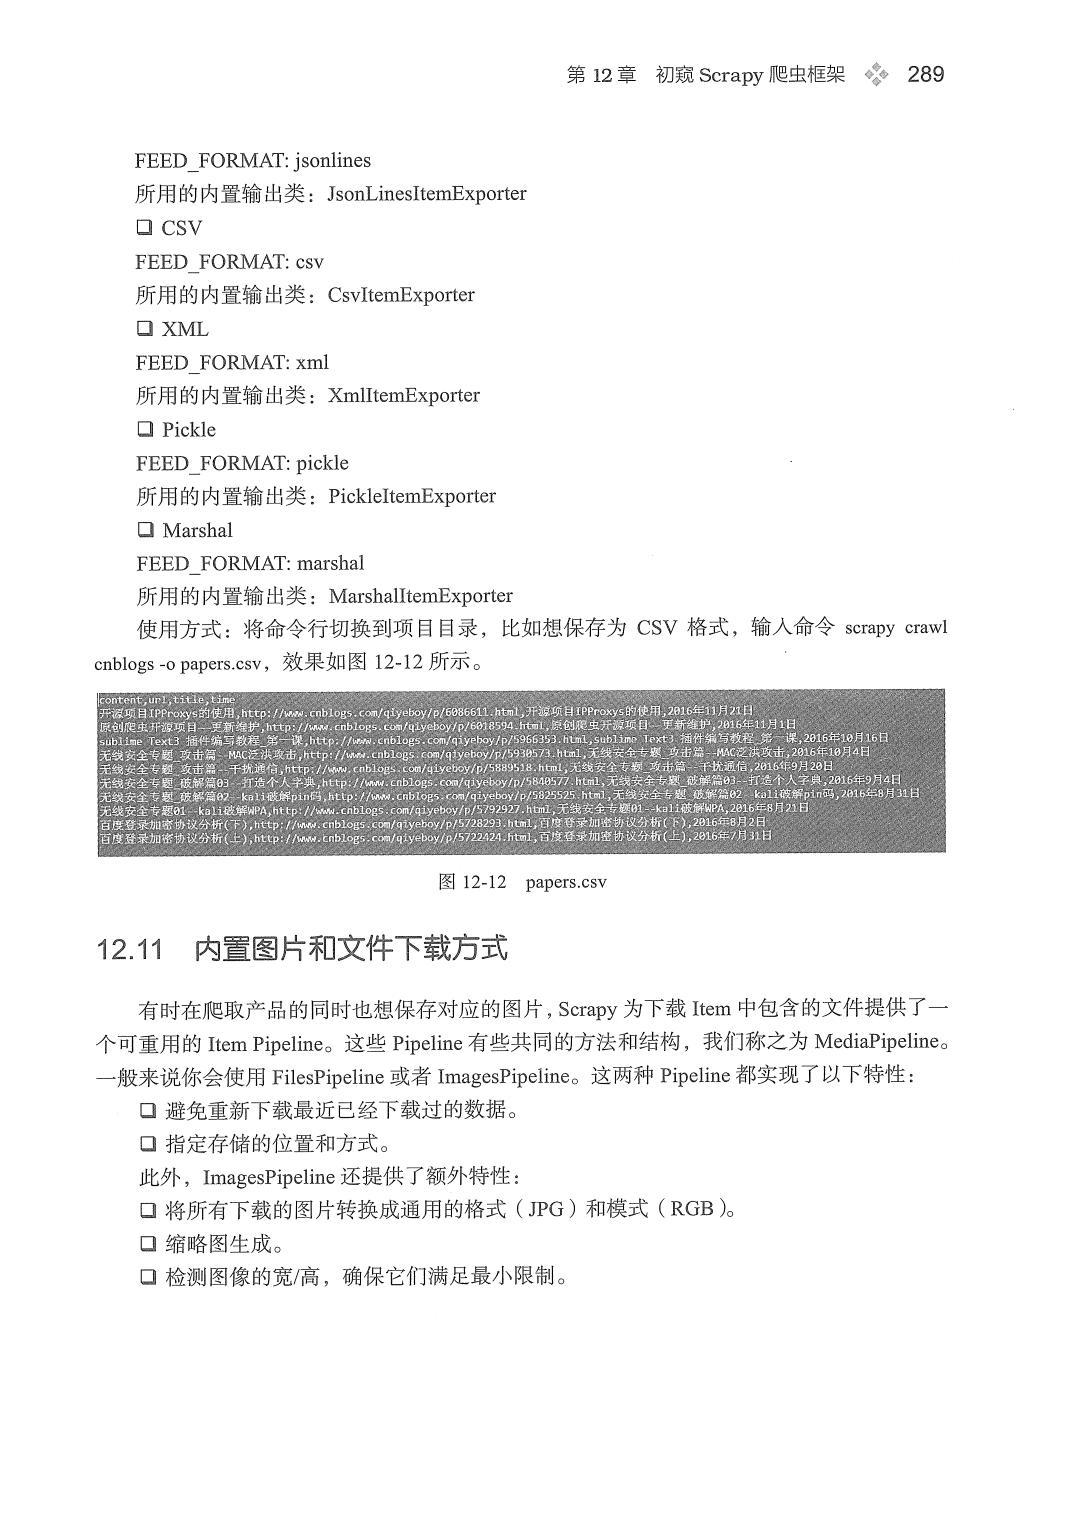 第 12 章 初窥 Scrapy 爬虫框架 289
FEED_FORMAT: jsonlines
所用的内置输出类：JsonLinesItemExporter
❑ CSV
FEED_FORMAT: csv
所用的内置输出类：CsvItemExporter
❑ XML
FEED_FORMAT: xml
所用的内置输出类：XmlItemExporter
❑ Pickle
FEED_FORMAT: pickle
所用的内置输出类：PickleItemExporter
❑ Marshal
FEED_FORMAT: marshal
所用的内置输出类：MarshalItemExporter
使用方式：将命令行切换到项目目录，比如想保存为 CSV 格式，输入命令 scrapy crawl
cnblogs -o papers.csv，效果如图 12-12 所示。
content,url,title,time
开源项目IPProxys的使用,http://www.cnblogs.com/qiyeboy/p/6086611.html,开源项目IPProxys的使用,2016年11月21日
原创爬虫开源项目--更新维护,http://www.cnblogs.com/qiyeboy/p/6018594.html,原创爬虫开源项目--更新维护,2016年11月1日
sublime Text3 插件编写教程_第一课,http://www.cnblogs.com/qiyeboy/p/5966353.html,sublime Text3 插件编写教程_第一课,2016年10月16日
无线安全专题_攻击篇--MAC泛洪攻击,http://www.cnblogs.com/qiyeboy/p/5930573.html,无线安全专题_攻击篇--MAC泛洪攻击,2016年10月4日
无线安全专题_攻击篇--干扰通信,http://www.cnblogs.com/qiyeboy/p/5889518.html,无线安全专题_攻击篇--干扰通信,2016年9月20日
无线安全专题_破解篇03--打造个人字典,http://www.cnblogs.com/qiyeboy/p/5840577.html,无线安全专题_破解篇03--打造个人字典,2016年9月4日
无线安全专题_破解篇02--kali破解pin码,http://www.cnblogs.com/qiyeboy/p/5825525.html,无线安全专题_破解篇02--kali破解pin码,2016年8月31日
无线安全专题01--kali破解WPA,http://www.cnblogs.com/qiyeboy/p/5792927.html,无线安全专题01--kali破解WPA,2016年8月21日
百度登录加密协议分析(下),http://www.cnblogs.com/qiyeboy/p/5728293.html,百度登录加密协议分析(下),2016年8月2日
百度登录加密协议分析(上),http://www.cnblogs.com/qiyeboy/p/5722424.html,百度登录加密协议分析(上),2016年7月31日
图 12-12 papers.csv
12.11 内置图片和文件下载方式
有时在爬取产品的同时也想保存对应的图片，Scrapy 为下载 Item 中包含的文件提供了一
个可重用的 Item Pipeline。这些 Pipeline 有些共同的方法和结构，我们称之为 MediaPipeline。
一般来说你会使用 FilesPipeline 或者 ImagesPipeline。这两种 Pipeline 都实现了以下特性：
❑ 避免重新下载最近已经下载过的数据。
❑ 指定存储的位置和方式。
此外，ImagesPipeline 还提供了额外特性：
❑ 将所有下载的图片转换成通用的格式（JPG）和模式（RGB）。
❑ 缩略图生成。
❑ 检测图像的宽/高，确保它们满足最小限制。